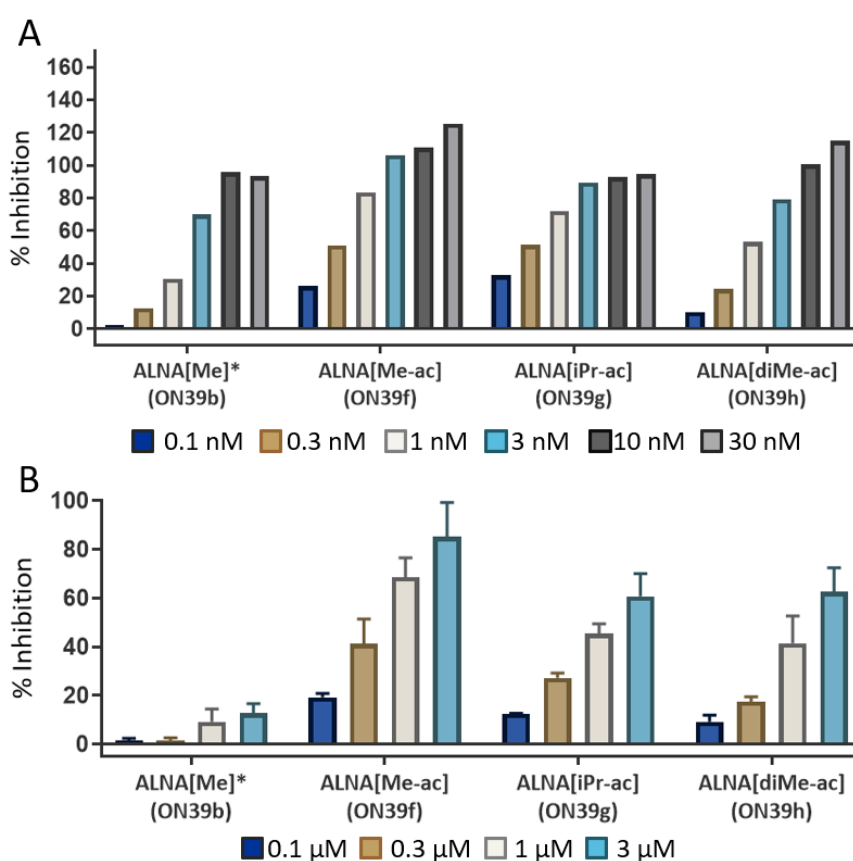 A
160
140
120
100
80
60
40
20
0
% Inhibition
ALNA[Me]* ALNA[Me-ac] ALNA[iPr-ac] ALNA[diMe-ac]
(ON39b) (ON39f) (ON39g) (ON39h)
0.1 nM 0.3 nM 1 nM 3 nM 10 nM 30 nM
B
100
80
60
40
20
0
% Inhibition
ALNA[Me]* ALNA[Me-ac] ALNA[iPr-ac] ALNA[diMe-ac]
(ON39b) (ON39f) (ON39g) (ON39h)
0.1 µM 0.3 µM 1 µM 3 µM